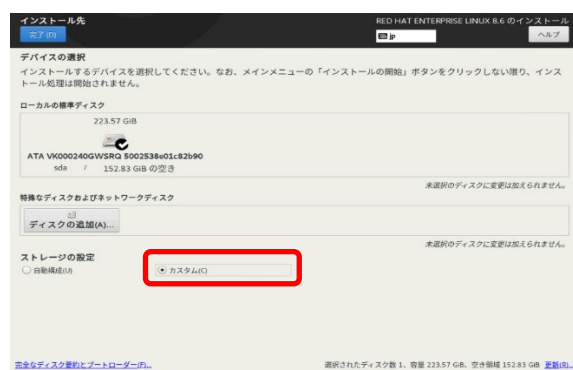 インストール先
RED HAT ENTERPRISE LINUX 8.6 のインストール
完了(D)
jp
ヘルプ
デバイスの選択
インストールするデバイスを選択してください。なお、メインメニューの「インストールの開始」ボタンをクリックしない限り、インス
トール処理は開始されません。
ローカルの標準ディスク
223.57 GiB
ATA VK000240GWSRQ 5002538e01c82b90
sda / 152.83 GiB の空き
未選択のディスクに変更は加えられません。
特殊なディスクおよびネットワークディスク
ディスクの追加(A)...
未選択のディスクに変更は加えられません。
ストレージの設定
自動構成(U)
カスタム(C)
完全なディスク要約とブートローダー(F)...
選択されたディスク数 1、容量 223.57 GiB、空き領域 152.83 GiB 更新(R)...